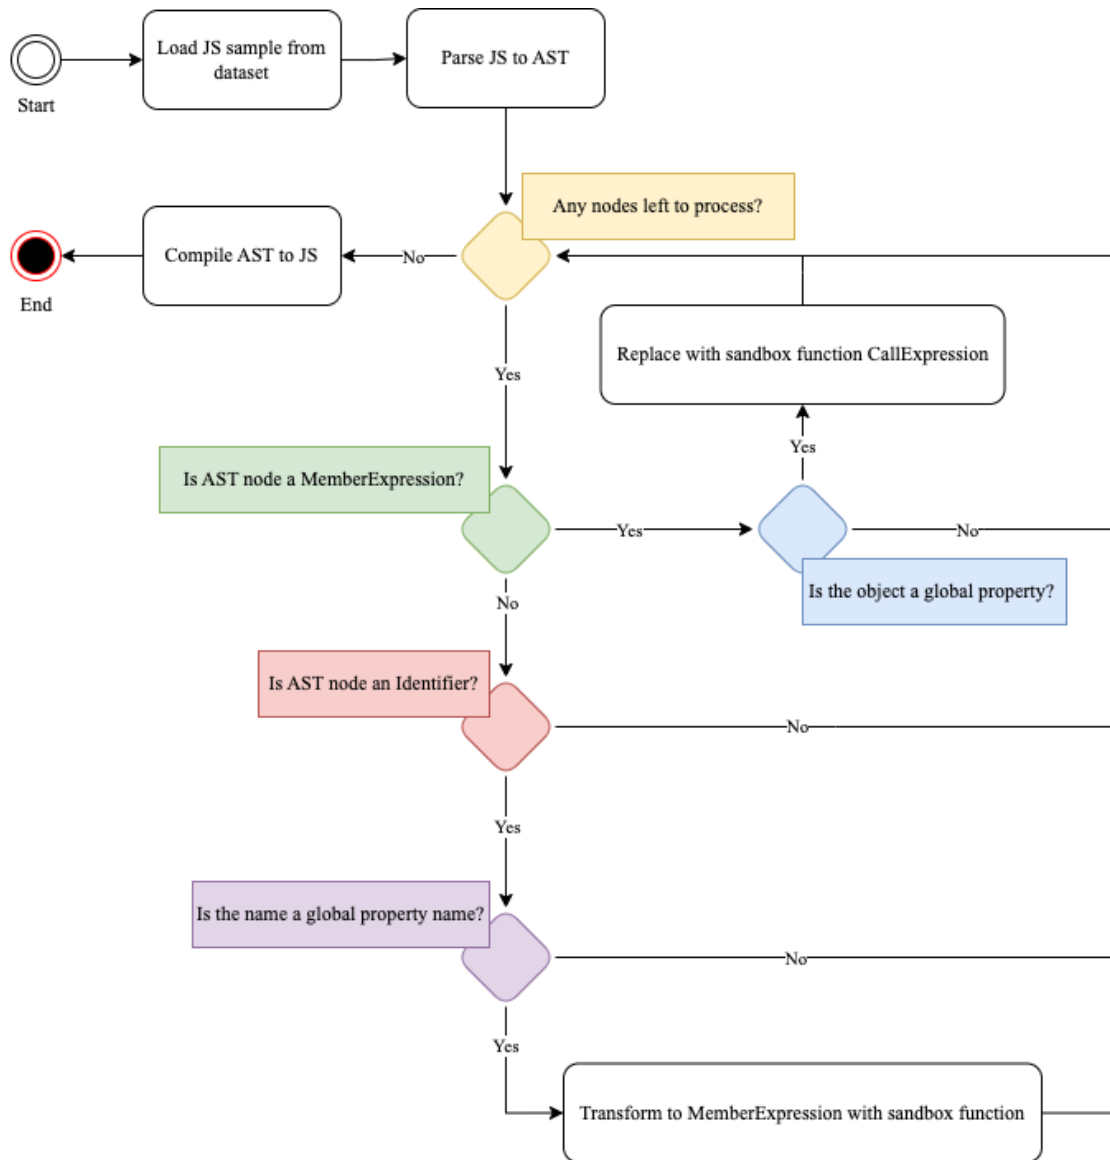 Load JS sample from
dataset
Parse JS to AST
Start
Any nodes left to process?
Compile AST to JS
No
End
Replace with sandbox function CallExpression
Yes
Yes
Is AST node a MemberExpression?
Yes
No
Is the object a global property?
No
Is AST node an Identifier?
No
Yes
Is the name a global property name?
No
Yes
Transform to MemberExpression with sandbox function